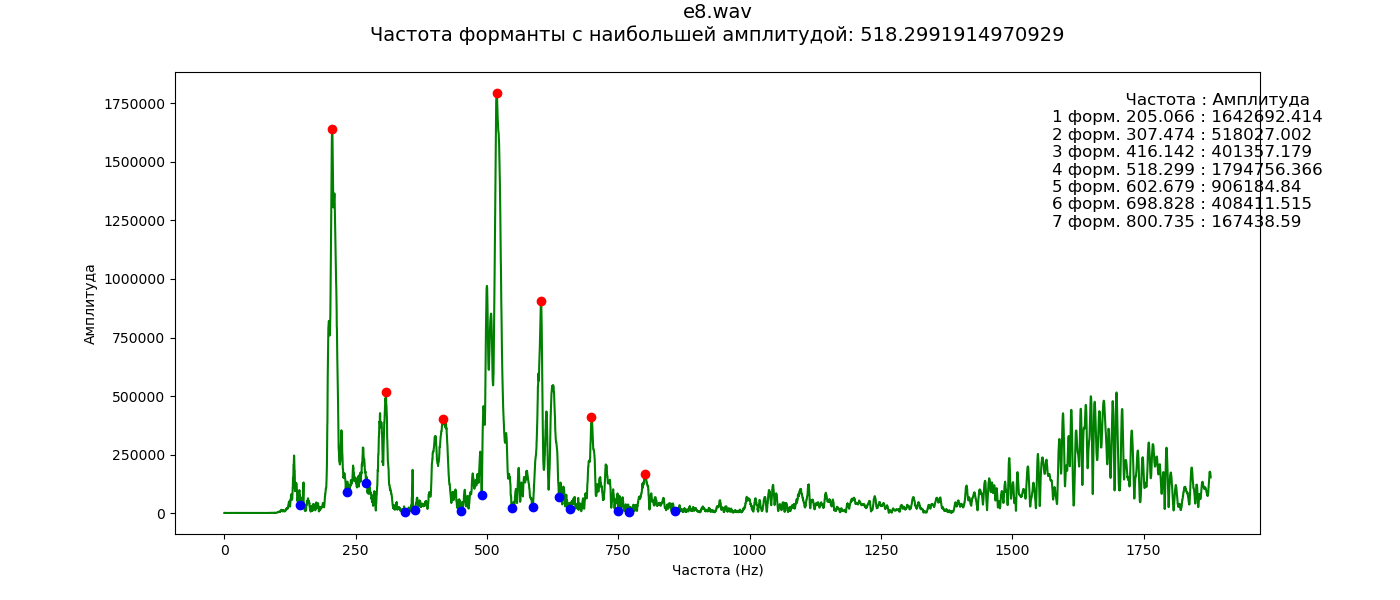 e8.wav
Частота форманты с наибольшей амплитудой: 518.2991914970929
Частота : Амплитуда
1 форм. 205.066 : 1642692.414
2 форм. 307.474 : 518027.002
3 форм. 416.142 : 401357.179
4 форм. 518.299 : 1794756.366
5 форм. 602.679 : 906184.84
6 форм. 698.828 : 408411.515
7 форм. 800.735 : 167438.59
Амплитуда
1750000
1500000
1250000
1000000
750000
500000
250000
0
0 250 500 750 1000 1250 1500 1750
Частота (Hz)